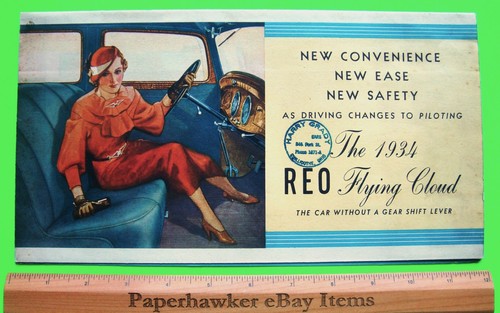 NEW CONVENIENCE
NEW EASE
NEW SAFETY
AS DRIVING CHANGES TO PILOTING
HARRY GRADY
The 1934
REO Flying Cloud
THE CAR WITHOUT A GEAR SHIFT LEVER
Paperhawker eBay Items